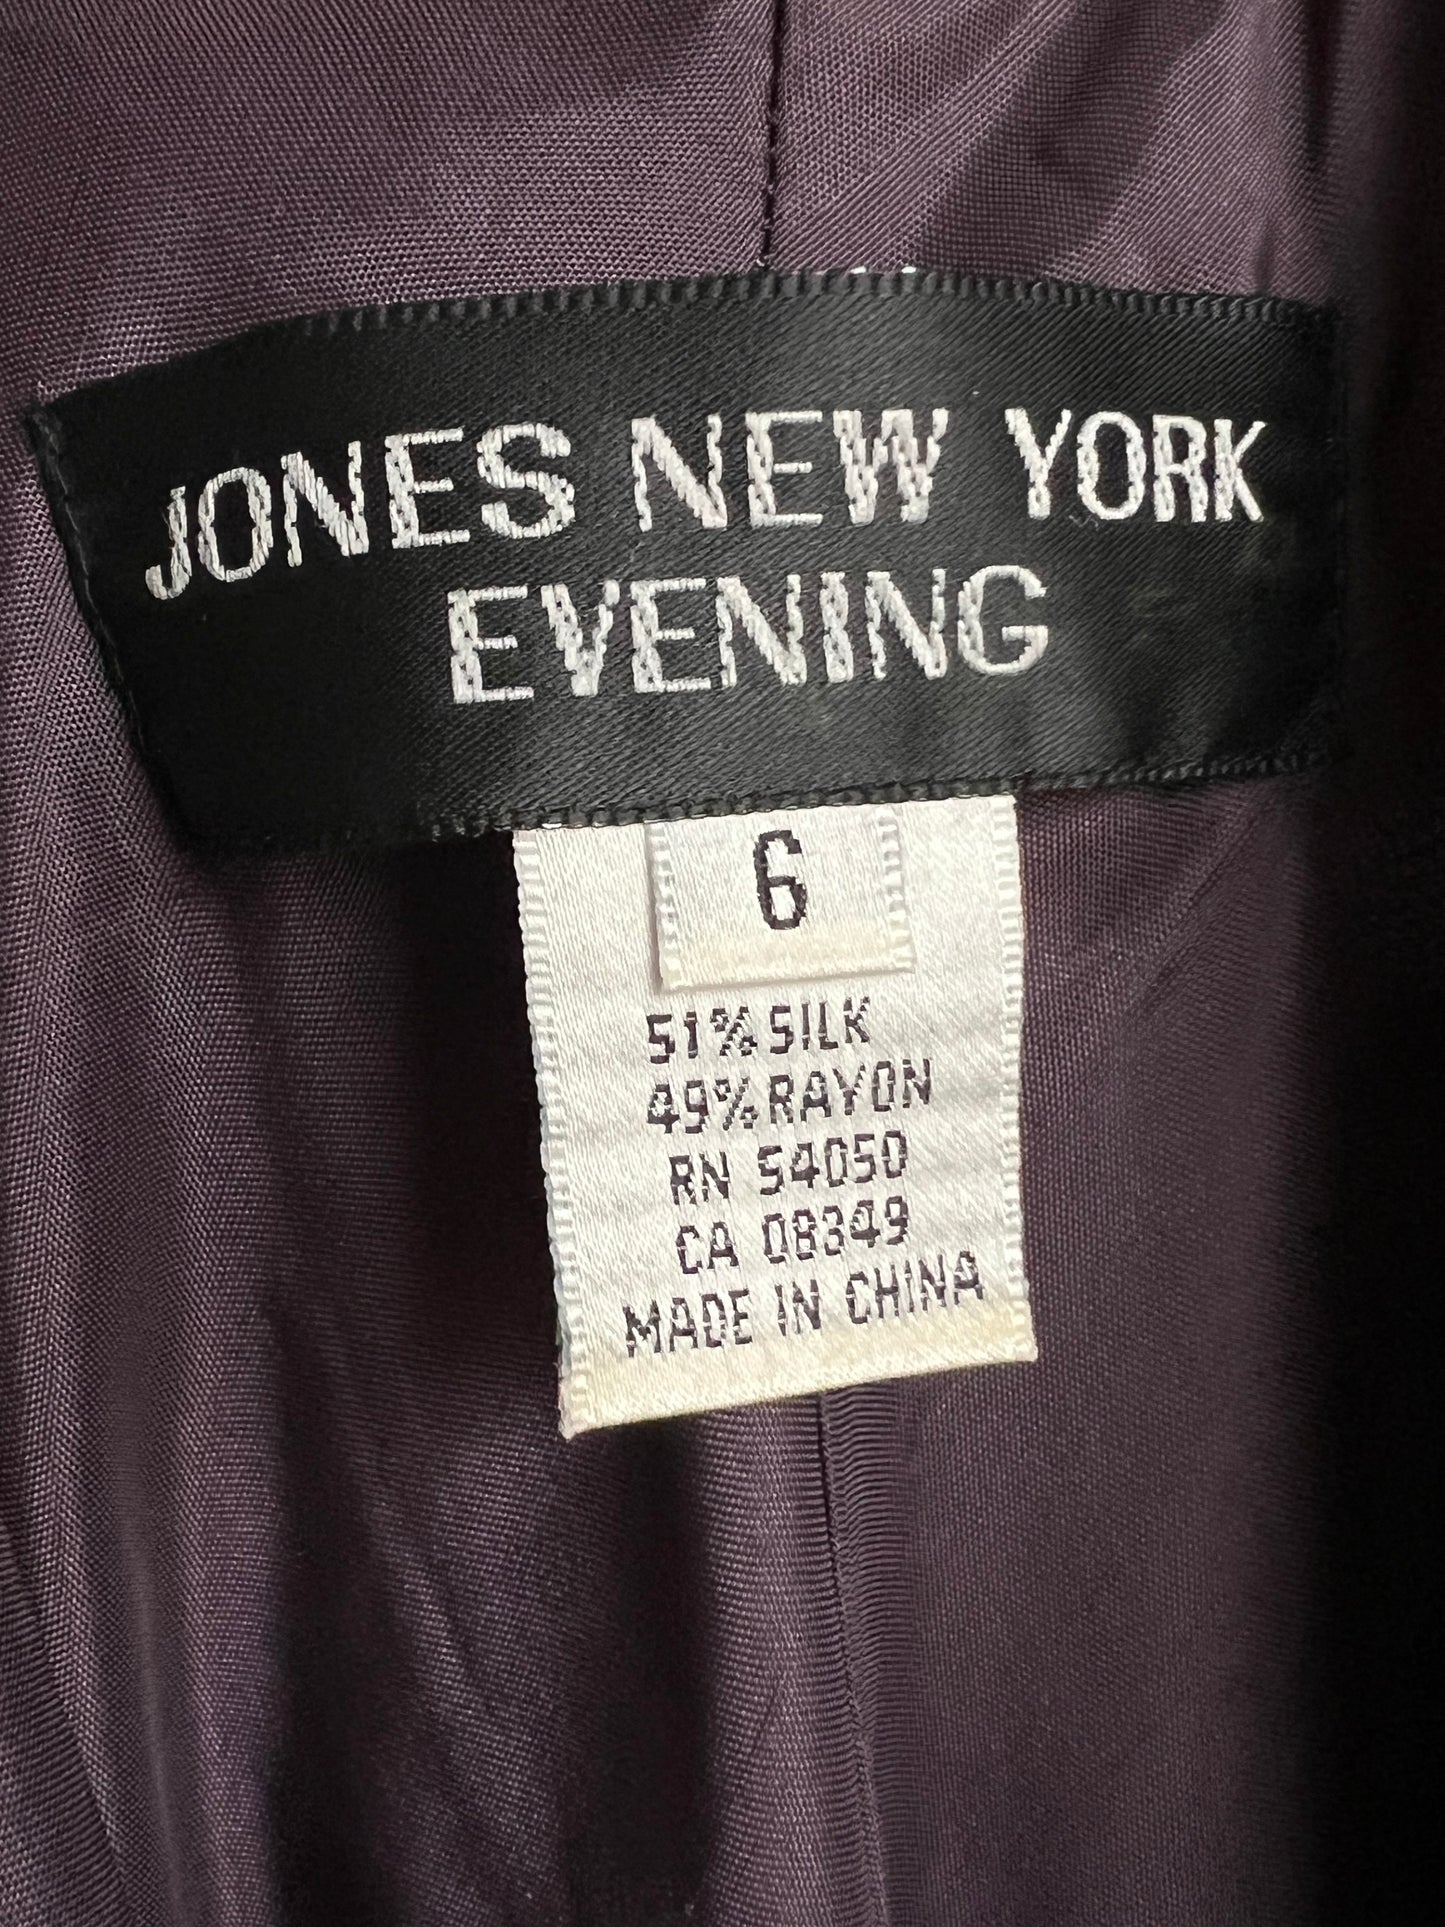 JONES NEW YORK
EVENING
6
51% SILK
49% RAYON
RN 54050
CA 08349
MADE IN CHINA